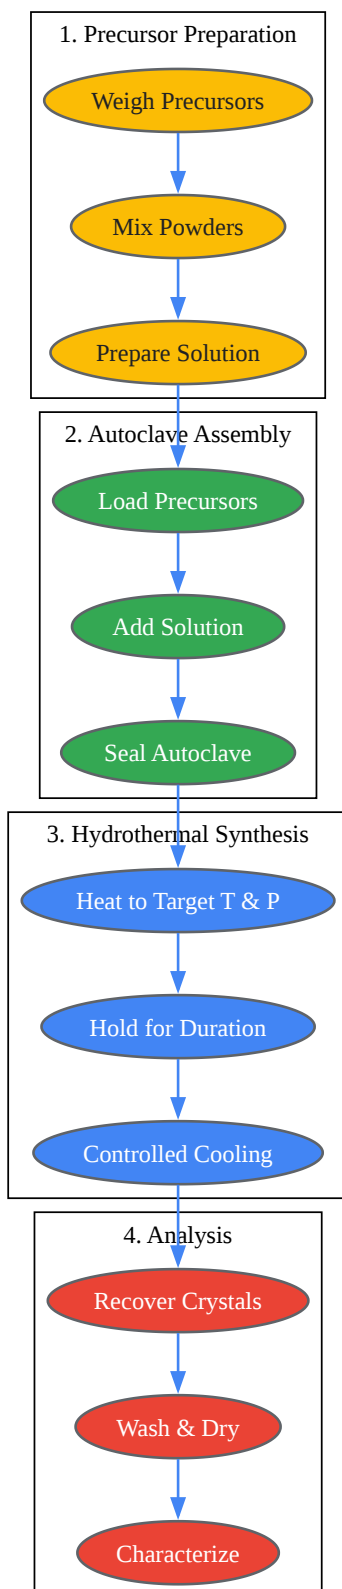 1. Precursor Preparation
Weigh Precursors
Mix Powders
Prepare Solution
2. Autoclave Assembly
Load Precursors
Add Solution
Seal Autoclave
3. Hydrothermal Synthesis
Heat to Target T & P
Hold for Duration
Controlled Cooling
4. Analysis
Recover Crystals
Wash & Dry
Characterize